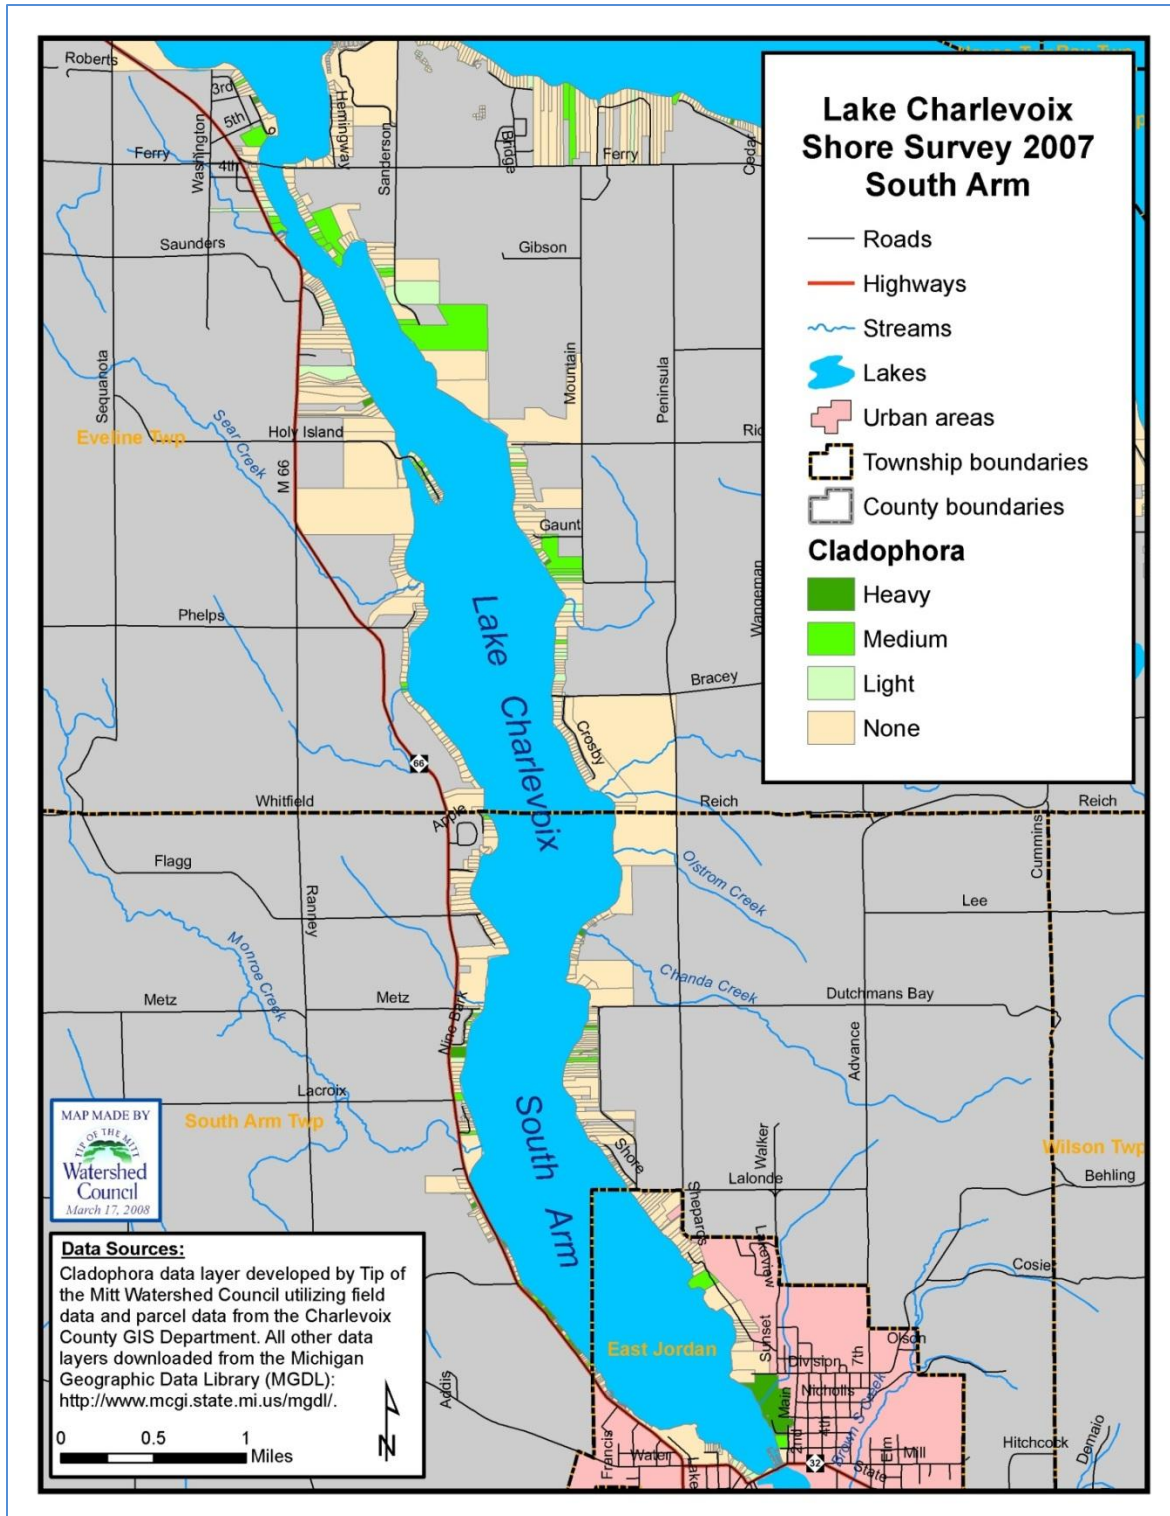 Lake Charlevoix
Shore Survey 2007
South Arm
Roads
Highways
Streams
Lakes
Urban areas
Township boundaries
County boundaries
Cladophora
Heavy
Medium
Light
None
Roberts
3rd
5th
Washington
Ferry
4th
Hemingway
Sanderson
Bridge
Ferry
Cedar
Saunders
Gibson
Sequanota
Mountain
Peninsula
Eveline Twp
Sear Creek
Holy Island
M 66
Gaunt
Wangeman
Phelps
Bracey
Crosby
Lake Charlevoix
66
Whitfield
Apple
Reich
Reich
Flagg
Ranney
Olstrom Creek
Cummins
Lee
Monroe Creek
Chanda Creek
Metz
Metz
Nine Bark
Dutchmans Bay
Advance
Lacroix
South Arm Twp
South Arm
Shore
Walker
Lalonde
Wilson Twp
Behling
Shepards
Lakeview
Cosier
East Jordan
Sunset
Division
7th
Olson
Nicholls
Main
4th
2nd
Brown S Creek
Elm
Mill
State
32
Hitchcock
Demaio
Addis
Francis
Water
Lake
MAP MADE BY
TIP OF THE MITT
Watershed
Council
March 17, 2008
Data Sources:
Cladophora data layer developed by Tip of
the Mitt Watershed Council utilizing field
data and parcel data from the Charlevoix
County GIS Department. All other data
layers downloaded from the Michigan
Geographic Data Library (MGDL):
http://www.mcgi.state.mi.us/mgdl/.
0 0.5 1
Miles
N